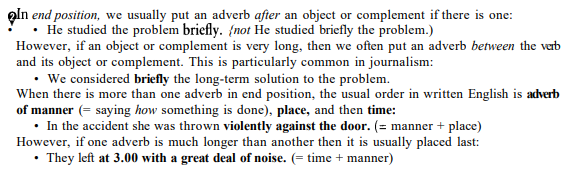 In end position, we usually put an adverb after an object or complement if there is one:
• He studied the problem briefly. (not He studied briefly the problem.)
However, if an object or complement is very long, then we often put an adverb between the verb
and its object or complement. This is particularly common in journalism:
• We considered briefly the long-term solution to the problem.
When there is more than one adverb in end position, the usual order in written English is adverb
of manner (= saying how something is done), place, and then time:
• In the accident she was thrown violently against the door. (= manner + place)
However, if one adverb is much longer than another then it is usually placed last:
• They left at 3.00 with a great deal of noise. (= time + manner)